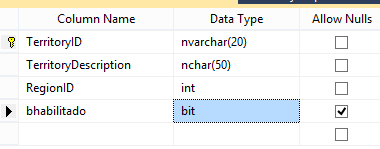 Column Name Data Type Allow Nulls
TerritoryID nvarchar(20)
TerritoryDescription nchar(50)
RegionID int
bhabilitado bit